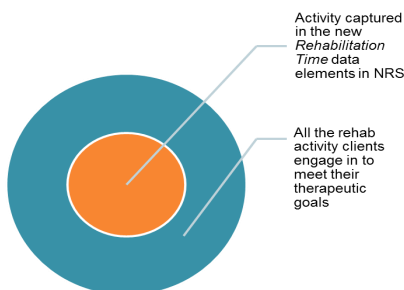 Activity captured
in the new
Rehabilitation
Time data
elements in NRS
All the rehab
activity clients
engage in to
meet their
therapeutic
goals